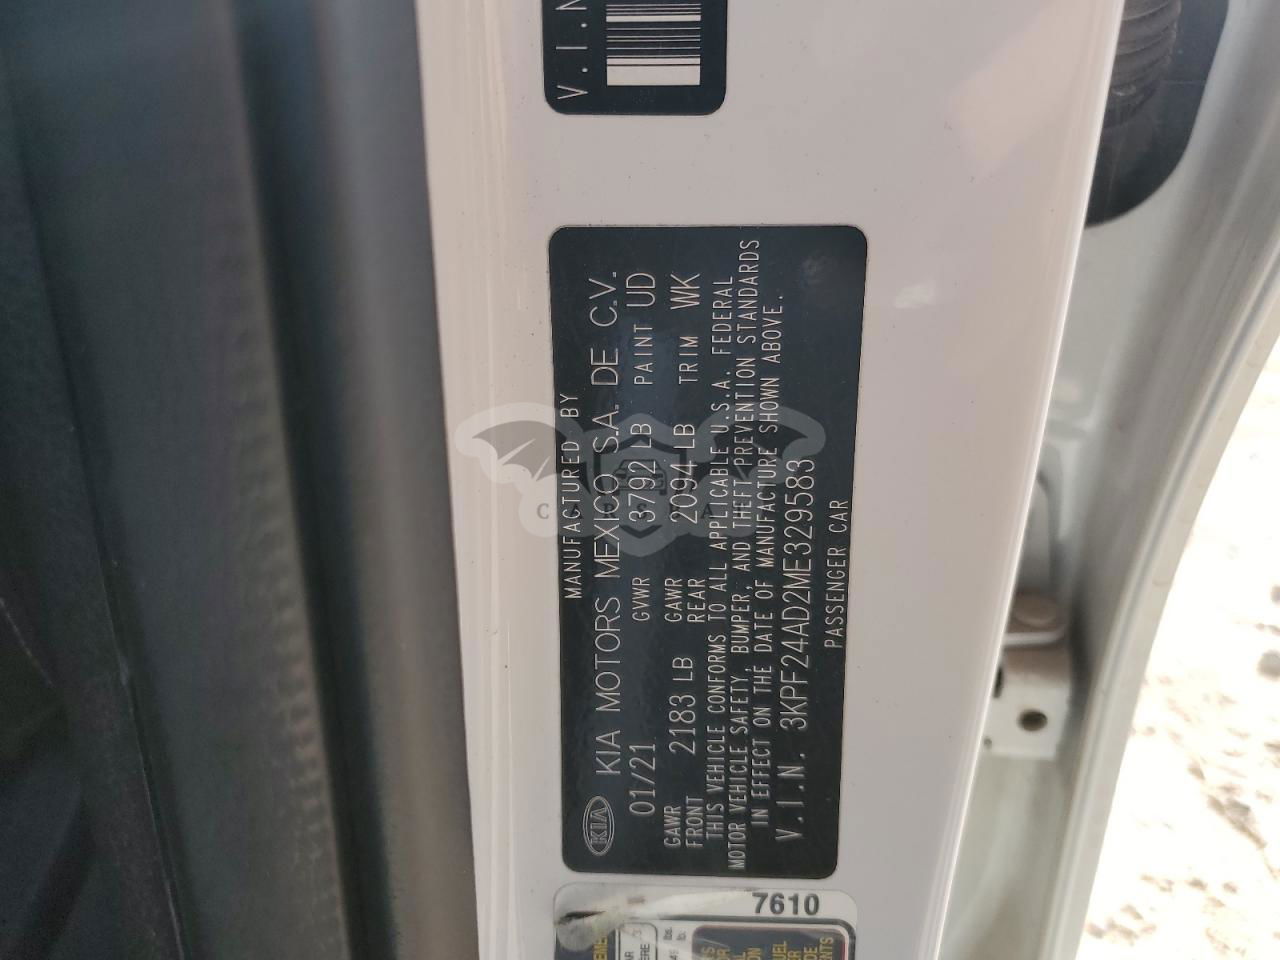 V.I.N
MANUFACTURED BY
KIA KIA MOTORS MEXICO S.A. DE C.V.
01/21 GVWR 3792 LB PAINT UD
GAWR FRONT 2183 LB GAWR REAR 2094 LB TRIM WK
THIS VEHICLE CONFORMS TO ALL APPLICABLE U.S.A. FEDERAL
MOTOR VEHICLE SAFETY, BUMPER, AND THEFT PREVENTION STANDARDS
IN EFFECT ON THE DATE OF MANUFACTURE SHOWN ABOVE.
V.I.N. 3KPF24AD2ME329583
PASSENGER CAR
7610